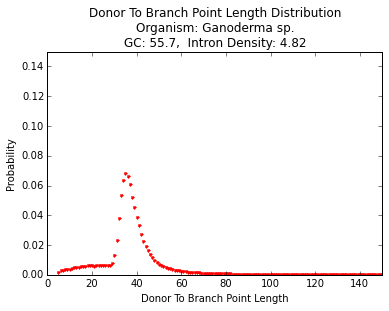 Donor To Branch Point Length Distribution
Organism: Ganoderma sp.
GC: 55.7,  Intron Density: 4.82
0.14
0.12
0.10
0.08
0.06
0.04
0.02
0.00
Probability
0 20 40 60 80 100 120 140
Donor To Branch Point Length